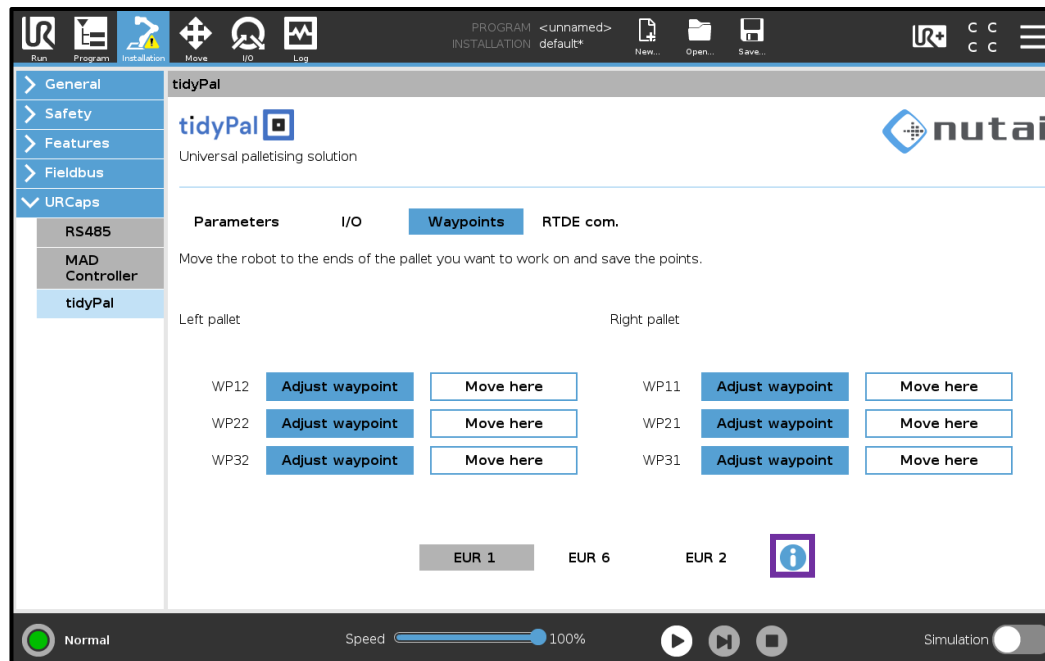 PROGRAM <unnamed>
INSTALLATION default*
Run Program Installation Move I/O Log New... Open... Save...
UR+ C C
C C
General
tidyPal
Safety
Features
Fieldbus
URCaps
RS485
MAD
Controller
tidyPal
tidyPal
nutai
Universal palletising solution
Parameters I/O Waypoints RTDE com.
Move the robot to the ends of the pallet you want to work on and save the points.
Left pallet Right pallet
WP12 Adjust waypoint Move here WP11 Adjust waypoint Move here
WP22 Adjust waypoint Move here WP21 Adjust waypoint Move here
WP32 Adjust waypoint Move here WP31 Adjust waypoint Move here
EUR 1 EUR 6 EUR 2 i
Normal Speed 100% Simulation